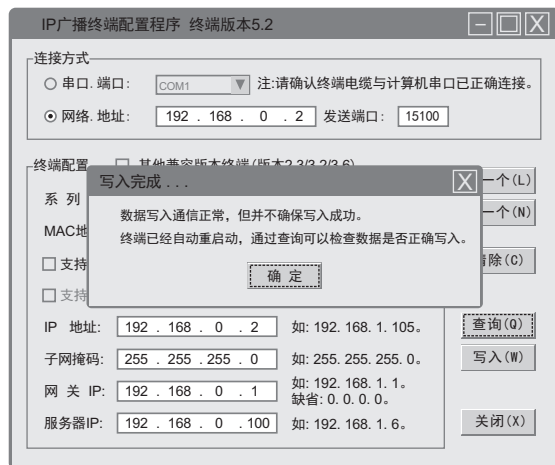 IP广播终端配置程序 终端版本5.2
连接方式
串口. 端口: COM1 注:请确认终端电缆与计算机串口已正确连接。
网络. 地址: 192 . 168 . 0 . 2 发送端口: 15100
终端配置 其他兼容版本终端(版本2.3/3.2/3.6)
写入完成 . . .
一个(L)
系 列
数据写入通信正常，但并不确保写入成功。
一个(N)
MAC地
终端已经自动重启动，通过查询可以检查数据是否正确写入。
支持
除(C)
确 定
支持
IP 地址: 192 . 168 . 0 . 2 如: 192. 168. 1. 105。 查询(Q)
子网掩码: 255 . 255 . 255 . 0 如: 255. 255. 255. 0。 写入(W)
网 关 IP: 192 . 168 . 0 . 1 如: 192. 168. 1. 1。
缺省: 0. 0. 0. 0。
服务器IP: 192 . 168 . 0 . 100 如: 192. 168. 1. 6。 关闭(X)